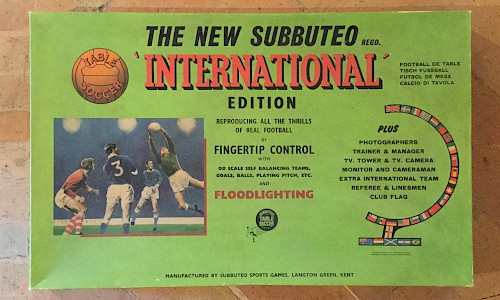 THE NEW SUBBUTEO REGD.
'INTERNATIONAL'
EDITION
TABLE
SOCCER
FOOTBALL DE TABLE
TISCH FUSSBALL
FUTBOL DE MESA
CALCIO DI TAVOLA
REPRODUCING ALL THE THRILLS
OF REAL FOOTBALL
BY
FINGERTIP CONTROL
WITH
OO SCALE SELF BALANCING TEAMS,
GOALS, BALLS, PLAYING PITCH, ETC.
AND
FLOODLIGHTING
3
PLUS
PHOTOGRAPHERS
TRAINER & MANAGER
TV. TOWER & TV. CAMERA
MONITOR AND CAMERAMAN
EXTRA INTERNATIONAL TEAM
REFEREE & LINESMEN
CLUB FLAG
TABLE
SOCCER
MANUFACTURED BY SUBBUTEO SPORTS GAMES, LANGTON GREEN, KENT